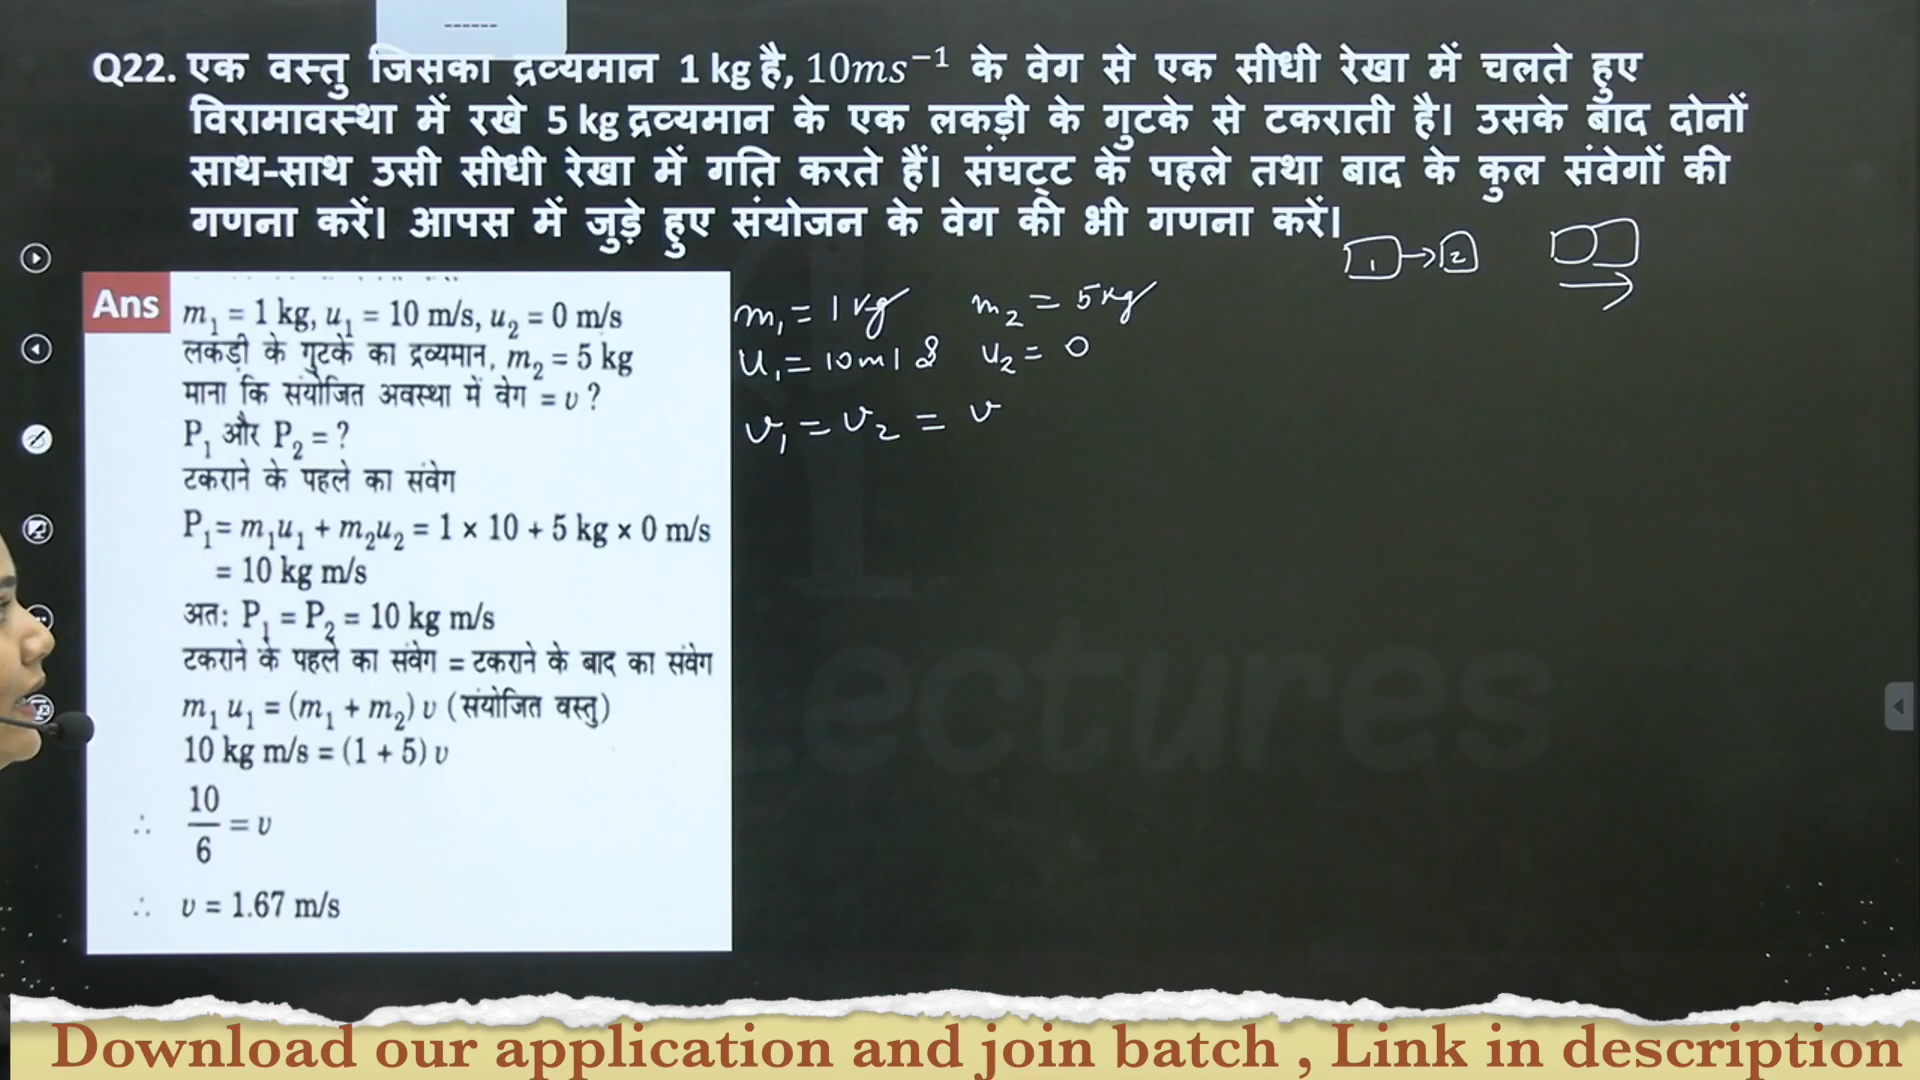 ------
Q22. एक वस्तु जिसका द्रव्यमान 1 kg है, 10ms⁻¹ के वेग से एक सीधी रेखा में चलते हुए
विरामावस्था में रखे 5 kg द्रव्यमान के एक लकड़ी के गुटके से टकराती है। उसके बाद दोनों
साथ-साथ उसी सीधी रेखा में गति करते हैं। संघट्ट के पहले तथा बाद के कुल संवेगों की
गणना करें। आपस में जुड़े हुए संयोजन के वेग की भी गणना करें।
1 → 2
Ans
m₁ = 1 kg, u₁ = 10 m/s, u₂ = 0 m/s
लकड़ी के गुटके का द्रव्यमान, m₂ = 5 kg
माना कि संयोजित अवस्था में वेग = υ ?
P₁ और P₂ = ?
टकराने के पहले का संवेग
P₁= m₁u₁ + m₂u₂ = 1 × 10 + 5 kg × 0 m/s
= 10 kg m/s
अतः P₁ = P₂ = 10 kg m/s
टकराने के पहले का संवेग = टकराने के बाद का संवेग
m₁ u₁ = (m₁ + m₂) υ (संयोजित वस्तु)
10 kg m/s = (1 + 5) υ
∴ 10/6 = υ
∴ υ = 1.67 m/s
m₁ = 1 kg m₂ = 5 kg
u₁ = 10 m/s u₂ = 0
v₁ = v₂ = v
Lectures
Download our application and join batch , Link in description